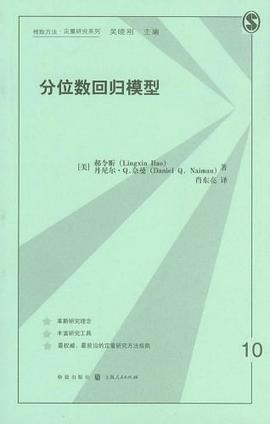 格致方法·定量研究系列 吴晓刚 主编
分位数回归模型
[美] 郝令昕(Lingxin Hao)
丹尼尔·Q.奈曼(Daniel Q. Naiman) 著
肖东亮 译
革新研究理念
丰富研究工具
最权威、最前沿的定量研究方法指南
10
格致出版社 上海人民出版社